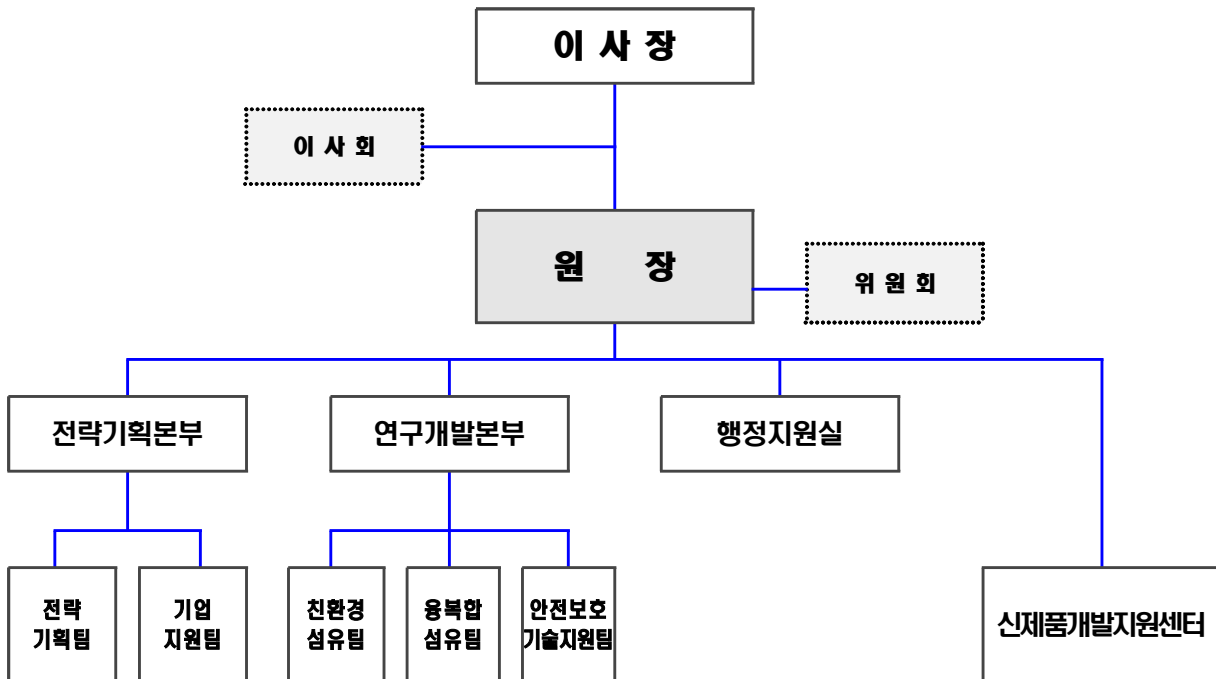 이 사 장
이 사 회
원 장
위 원 회
전략기획본부
연구개발본부
행정지원실
전략
기획팀
기업
지원팀
친환경
섬유팀
융복합
섬유팀
안전보호
기술지원팀
신제품개발지원센터